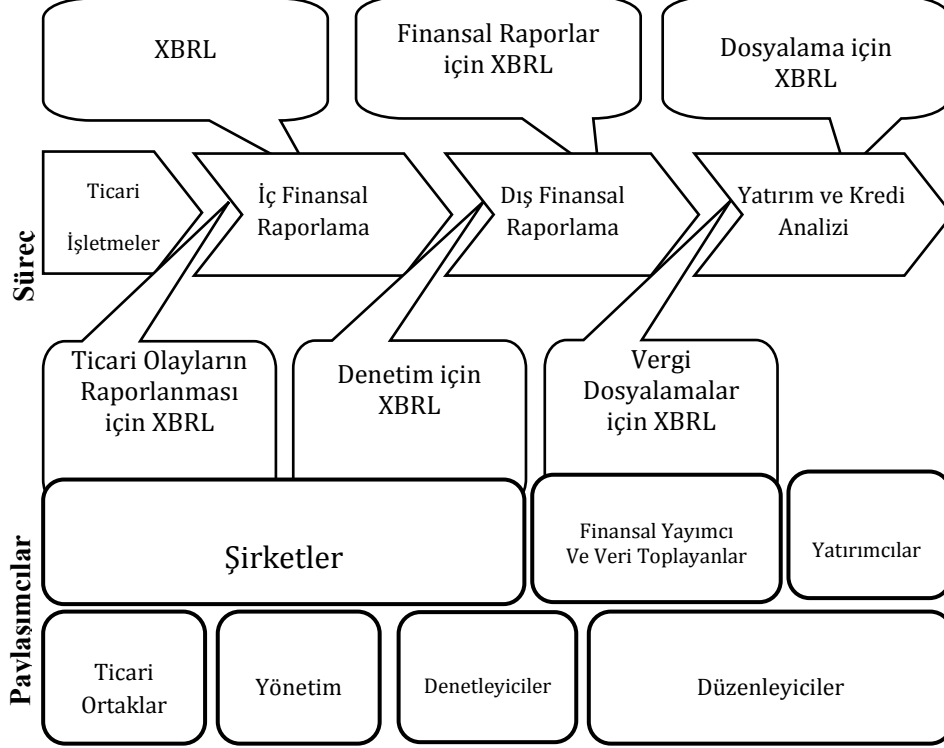 XBRL
Finansal Raporlar
için XBRL
Dosyalama için
XBRL
Süreç
Ticari
İşletmeler
İç Finansal
Raporlama
Dış Finansal
Raporlama
Yatırım ve Kredi
Analizi
Ticari Olayların
Raporlanması
için XBRL
Denetim için
XBRL
Vergi
Dosyalamalar
için XBRL
Paylaşımcılar
Şirketler
Finansal Yayımcı
Ve Veri Toplayanlar
Yatırımcılar
Ticari
Ortaklar
Yönetim
Denetleyiciler
Düzenleyiciler